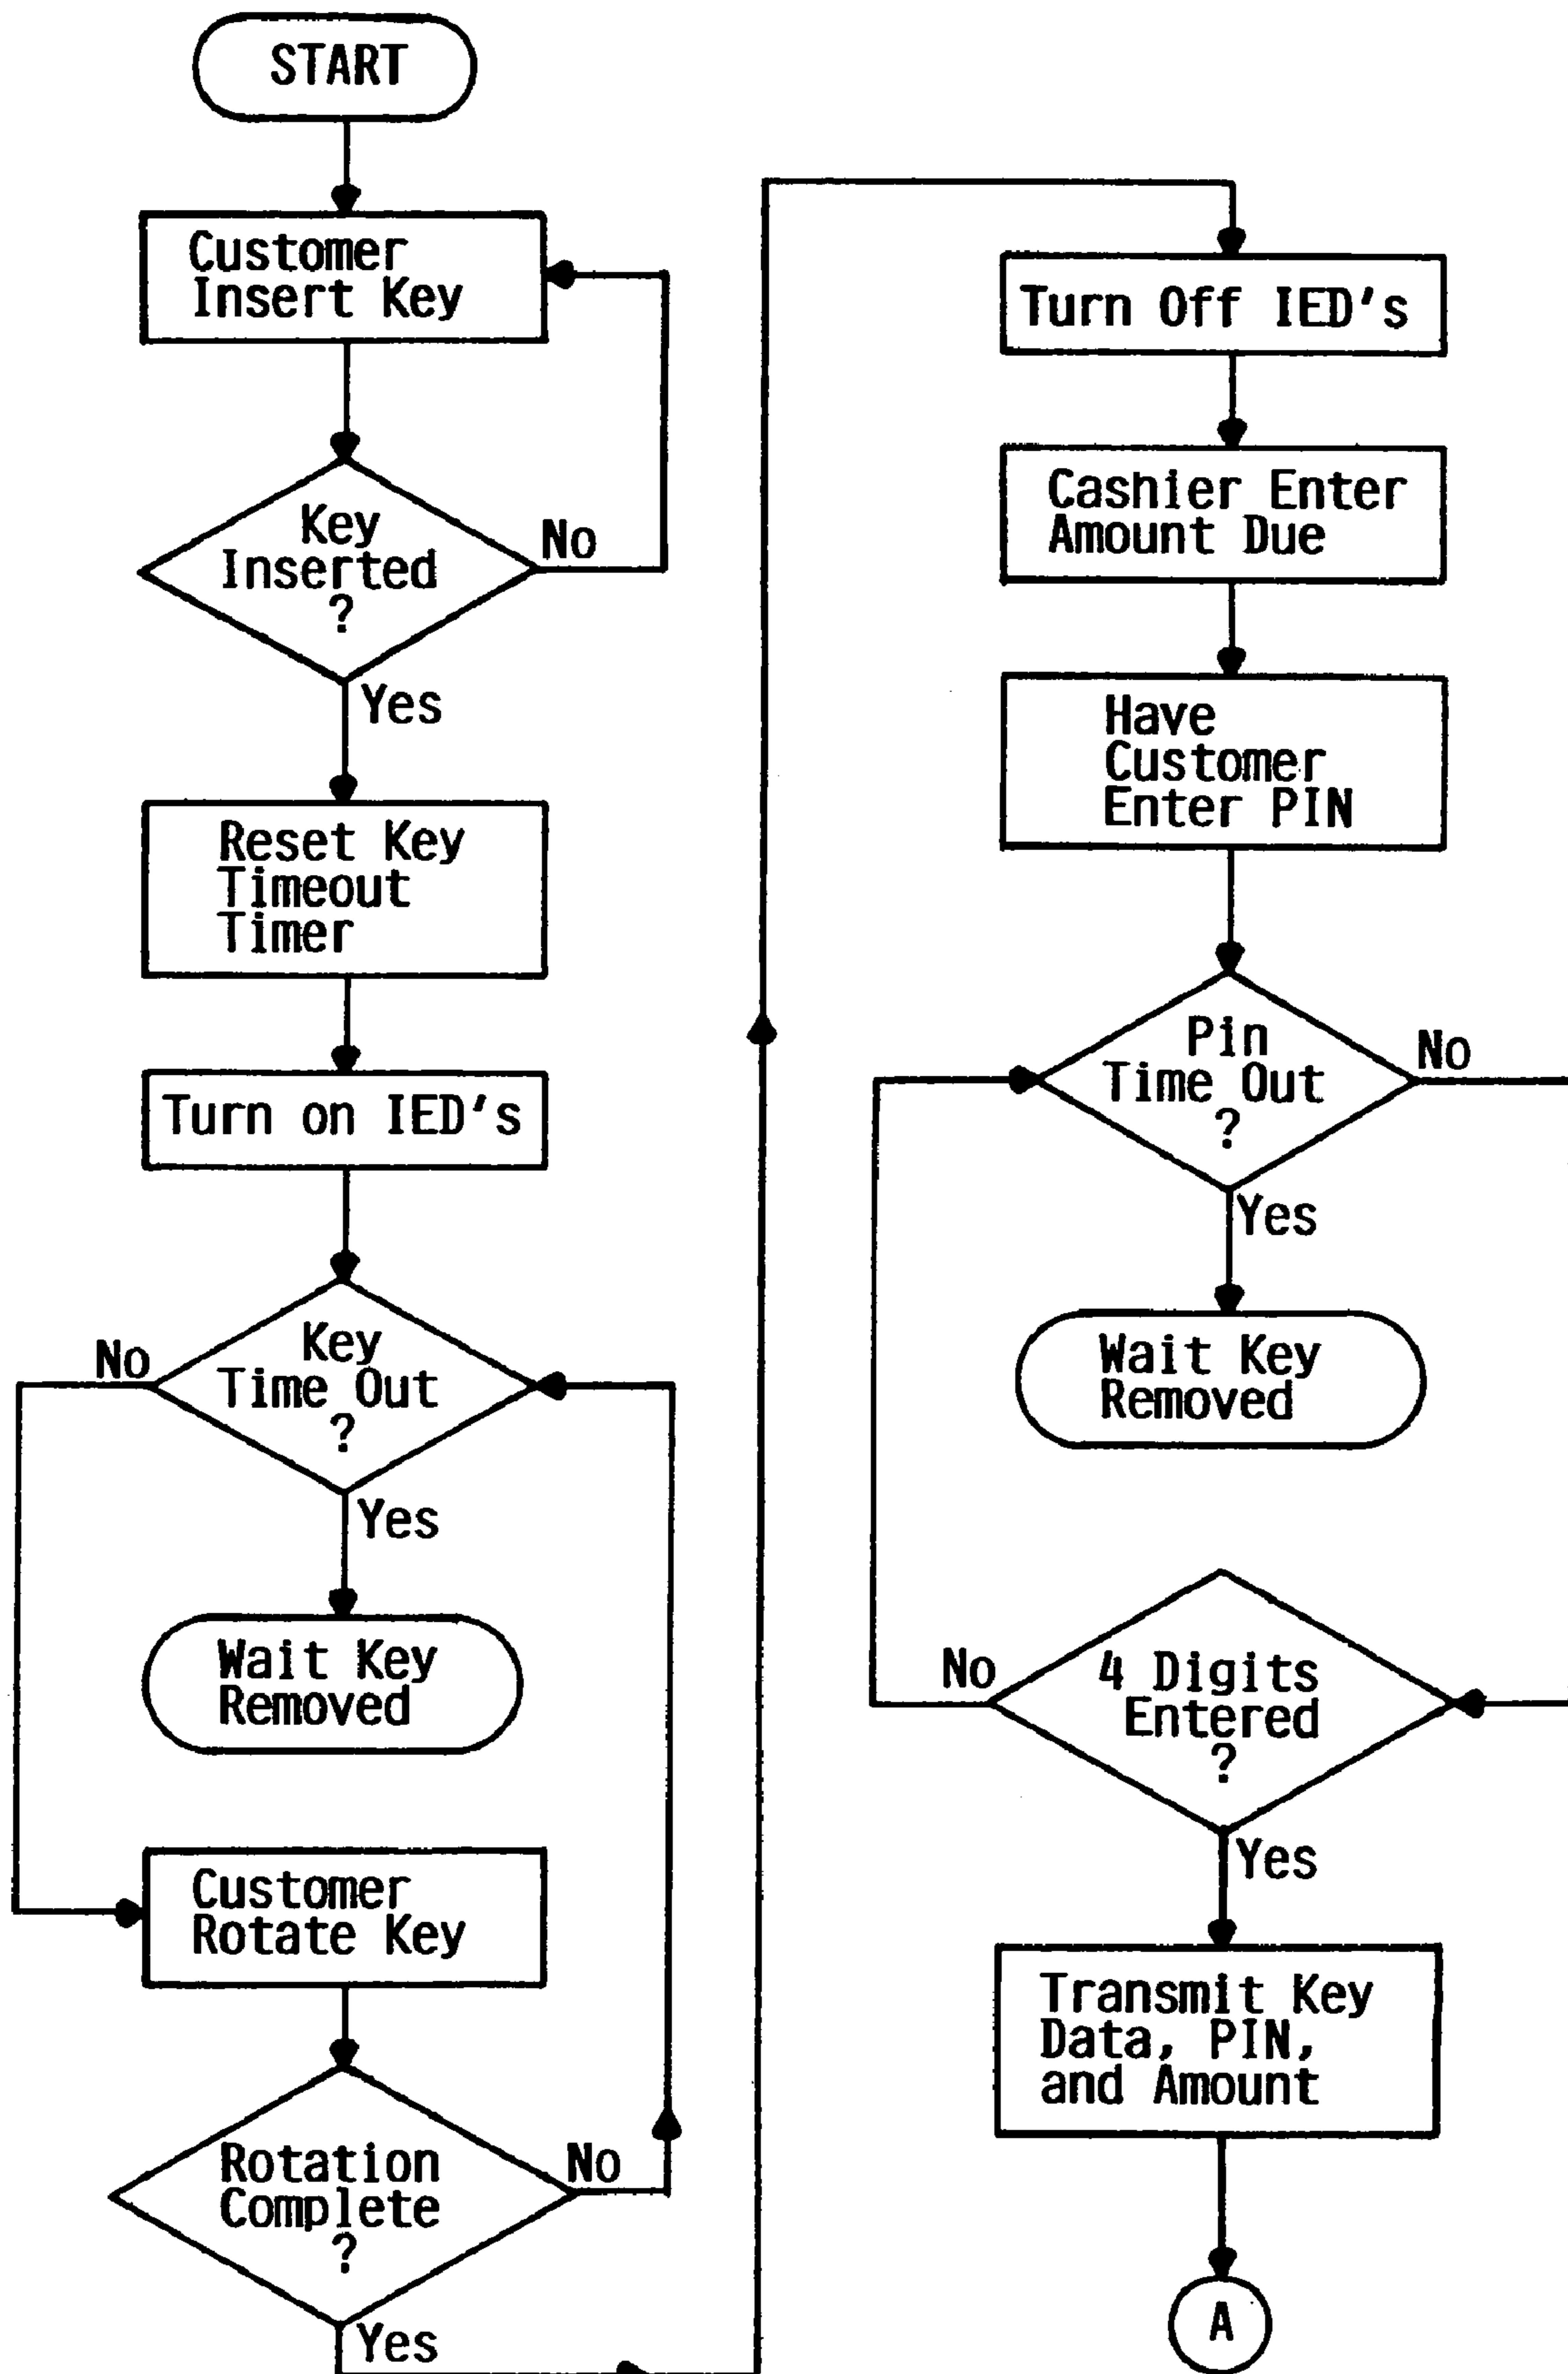 START
Customer
Insert Key
Key
Inserted
?
No
Yes
Reset Key
Timeout
Timer
Turn on IED's
Key
Time Out
?
No
Yes
Wait Key
Removed
Customer
Rotate Key
Rotation
Complete
?
No
Yes
Turn Off IED's
Cashier Enter
Amount Due
Have
Customer
Enter PIN
Pin
Time Out
?
No
Yes
Wait Key
Removed
4 Digits
Entered
?
No
Yes
Transmit Key
Data, PIN,
and Amount
A